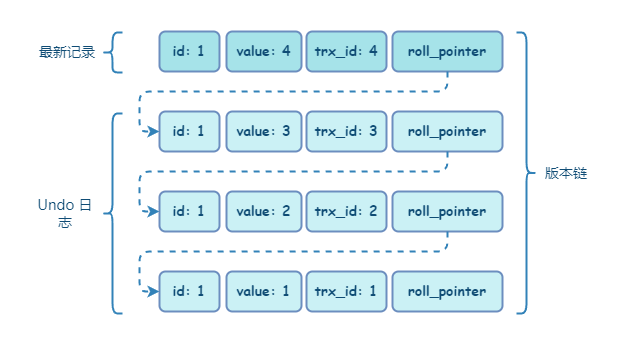 最新记录
id: 1 value: 4 trx_id: 4 roll_pointer
id: 1 value: 3 trx_id: 3 roll_pointer
版本链
Undo 日
志
id: 1 value: 2 trx_id: 2 roll_pointer
id: 1 value: 1 trx_id: 1 roll_pointer